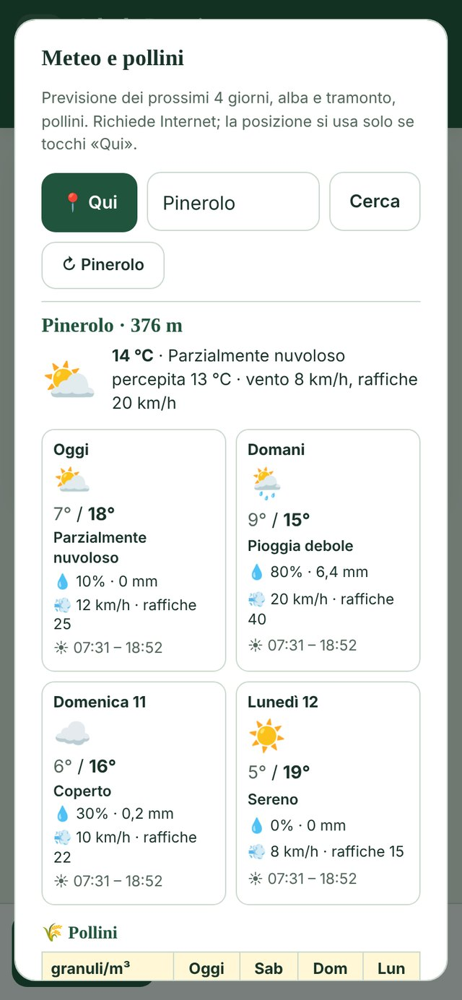 Meteo e pollini
Previsione dei prossimi 4 giorni, alba e tramonto,
pollini. Richiede Internet; la posizione si usa solo se
tocchi «Qui».
📍 Qui
Pinerolo
Cerca
↻ Pinerolo
Pinerolo · 376 m
14 °C · Parzialmente nuvoloso
percepita 13 °C · vento 8 km/h, raffiche
20 km/h
Oggi
7° / 18°
Parzialmente
nuvoloso
💧 10% · 0 mm
💨 12 km/h · raffiche
25
☀ 07:31 – 18:52
Domani
9° / 15°
Pioggia debole
💧 80% · 6,4 mm
💨 20 km/h · raffiche
40
☀ 07:31 – 18:52
Domenica 11
6° / 16°
Coperto
💧 30% · 0,2 mm
💨 10 km/h · raffiche
22
☀ 07:31 – 18:52
Lunedì 12
5° / 19°
Sereno
💧 0% · 0 mm
💨 8 km/h · raffiche 15
☀ 07:31 – 18:52
🌾 Pollini
granuli/m³ Oggi Sab Dom Lun